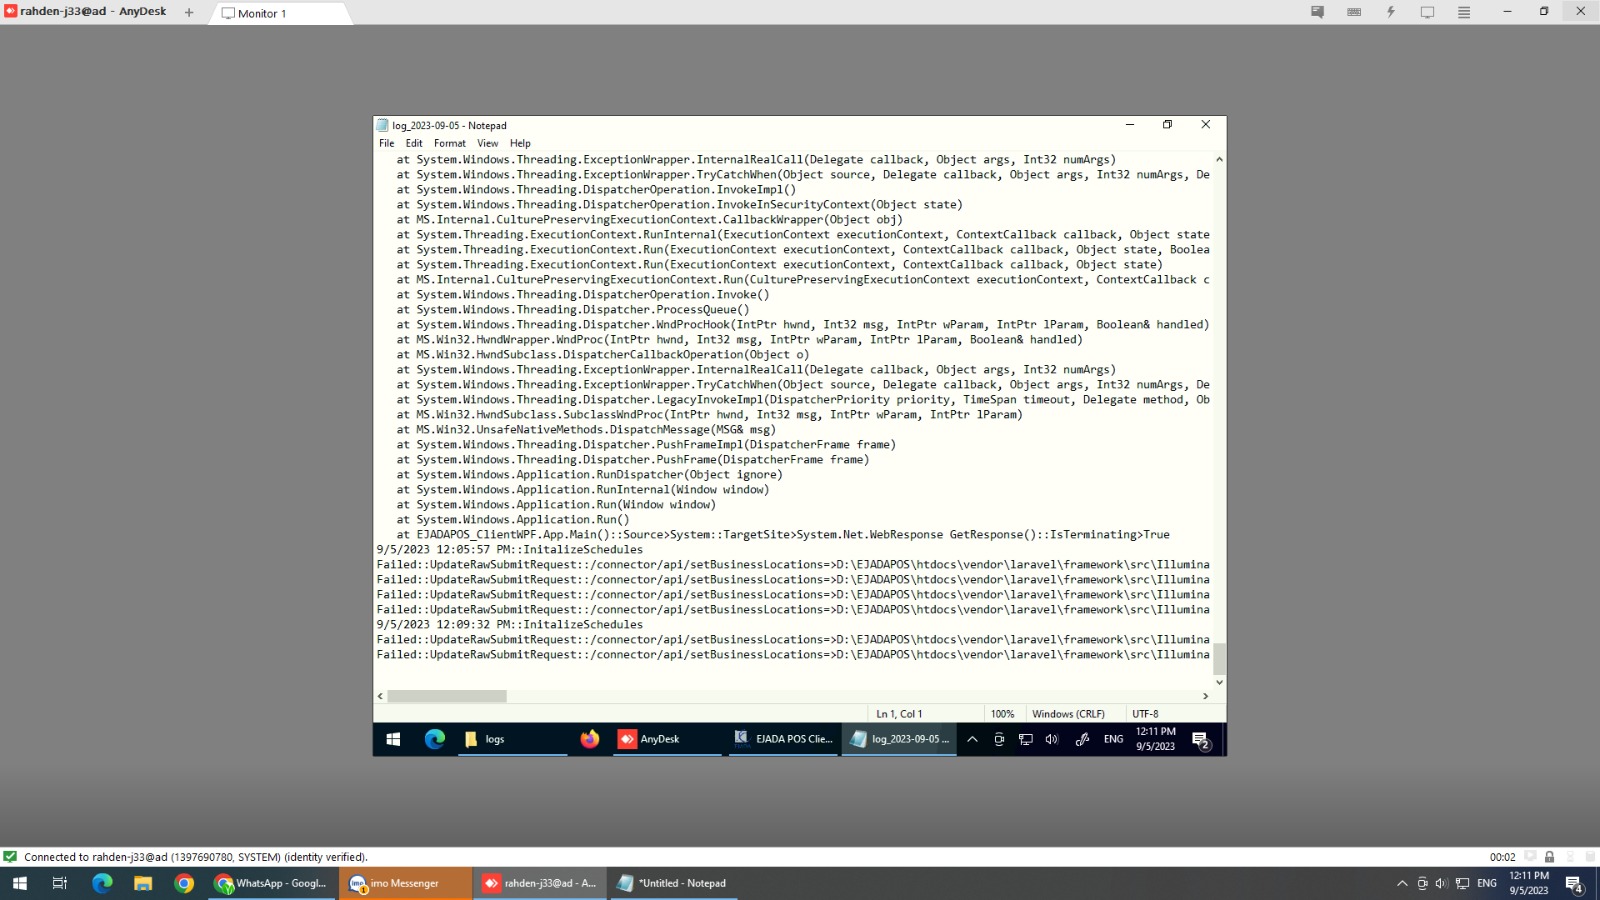 rahden-j33@ad - AnyDesk
Monitor 1
log_2023-09-05 - Notepad
File Edit Format View Help
at System.Windows.Threading.ExceptionWrapper.InternalRealCall(Delegate callback, Object args, Int32 numArgs)
at System.Windows.Threading.ExceptionWrapper.TryCatchWhen(Object source, Delegate callback, Object args, Int32 numArgs, De
at System.Windows.Threading.DispatcherOperation.InvokeImpl()
at System.Windows.Threading.DispatcherOperation.InvokeInSecurityContext(Object state)
at MS.Internal.CulturePreservingExecutionContext.CallbackWrapper(Object obj)
at System.Threading.ExecutionContext.RunInternal(ExecutionContext executionContext, ContextCallback callback, Object state
at System.Threading.ExecutionContext.Run(ExecutionContext executionContext, ContextCallback callback, Object state, Boolea
at System.Threading.ExecutionContext.Run(ExecutionContext executionContext, ContextCallback callback, Object state)
at MS.Internal.CulturePreservingExecutionContext.Run(CulturePreservingExecutionContext executionContext, ContextCallback c
at System.Windows.Threading.DispatcherOperation.Invoke()
at System.Windows.Threading.Dispatcher.ProcessQueue()
at System.Windows.Threading.Dispatcher.WndProcHook(IntPtr hwnd, Int32 msg, IntPtr wParam, IntPtr lParam, Boolean& handled)
at MS.Win32.HwndWrapper.WndProc(IntPtr hwnd, Int32 msg, IntPtr wParam, IntPtr lParam, Boolean& handled)
at MS.Win32.HwndSubclass.DispatcherCallbackOperation(Object o)
at System.Windows.Threading.ExceptionWrapper.InternalRealCall(Delegate callback, Object args, Int32 numArgs)
at System.Windows.Threading.ExceptionWrapper.TryCatchWhen(Object source, Delegate callback, Object args, Int32 numArgs, De
at System.Windows.Threading.Dispatcher.LegacyInvokeImpl(DispatcherPriority priority, TimeSpan timeout, Delegate method, Ob
at MS.Win32.HwndSubclass.SubclassWndProc(IntPtr hwnd, Int32 msg, IntPtr wParam, IntPtr lParam)
at MS.Win32.UnsafeNativeMethods.DispatchMessage(MSG& msg)
at System.Windows.Threading.Dispatcher.PushFrameImpl(DispatcherFrame frame)
at System.Windows.Threading.Dispatcher.PushFrame(DispatcherFrame frame)
at System.Windows.Application.RunDispatcher(Object ignore)
at System.Windows.Application.RunInternal(Window window)
at System.Windows.Application.Run(Window window)
at System.Windows.Application.Run()
at EJADAPOS_ClientWPF.App.Main()::Source>System::TargetSite>System.Net.WebResponse GetResponse()::IsTerminating>True
9/5/2023 12:05:57 PM::InitalizeSchedules
Failed::UpdateRawSubmitRequest::/connector/api/setBusinessLocations=>D:\EJADAPOS\htdocs\vendor\laravel\framework\src\Illumina
Failed::UpdateRawSubmitRequest::/connector/api/setBusinessLocations=>D:\EJADAPOS\htdocs\vendor\laravel\framework\src\Illumina
Failed::UpdateRawSubmitRequest::/connector/api/setBusinessLocations=>D:\EJADAPOS\htdocs\vendor\laravel\framework\src\Illumina
Failed::UpdateRawSubmitRequest::/connector/api/setBusinessLocations=>D:\EJADAPOS\htdocs\vendor\laravel\framework\src\Illumina
9/5/2023 12:09:32 PM::InitalizeSchedules
Failed::UpdateRawSubmitRequest::/connector/api/setBusinessLocations=>D:\EJADAPOS\htdocs\vendor\laravel\framework\src\Illumina
Failed::UpdateRawSubmitRequest::/connector/api/setBusinessLocations=>D:\EJADAPOS\htdocs\vendor\laravel\framework\src\Illumina
Ln 1, Col 1 100% Windows (CRLF) UTF-8
logs AnyDesk EJADA POS Clie... log_2023-09-05 ... ENG 12:11 PM
9/5/2023 2
Connected to rahden-j33@ad (1397690780, SYSTEM) (identity verified). 00:02
WhatsApp - Googl... imo Messenger rahden-j33@ad - A... *Untitled - Notepad ENG 12:11 PM
9/5/2023 4